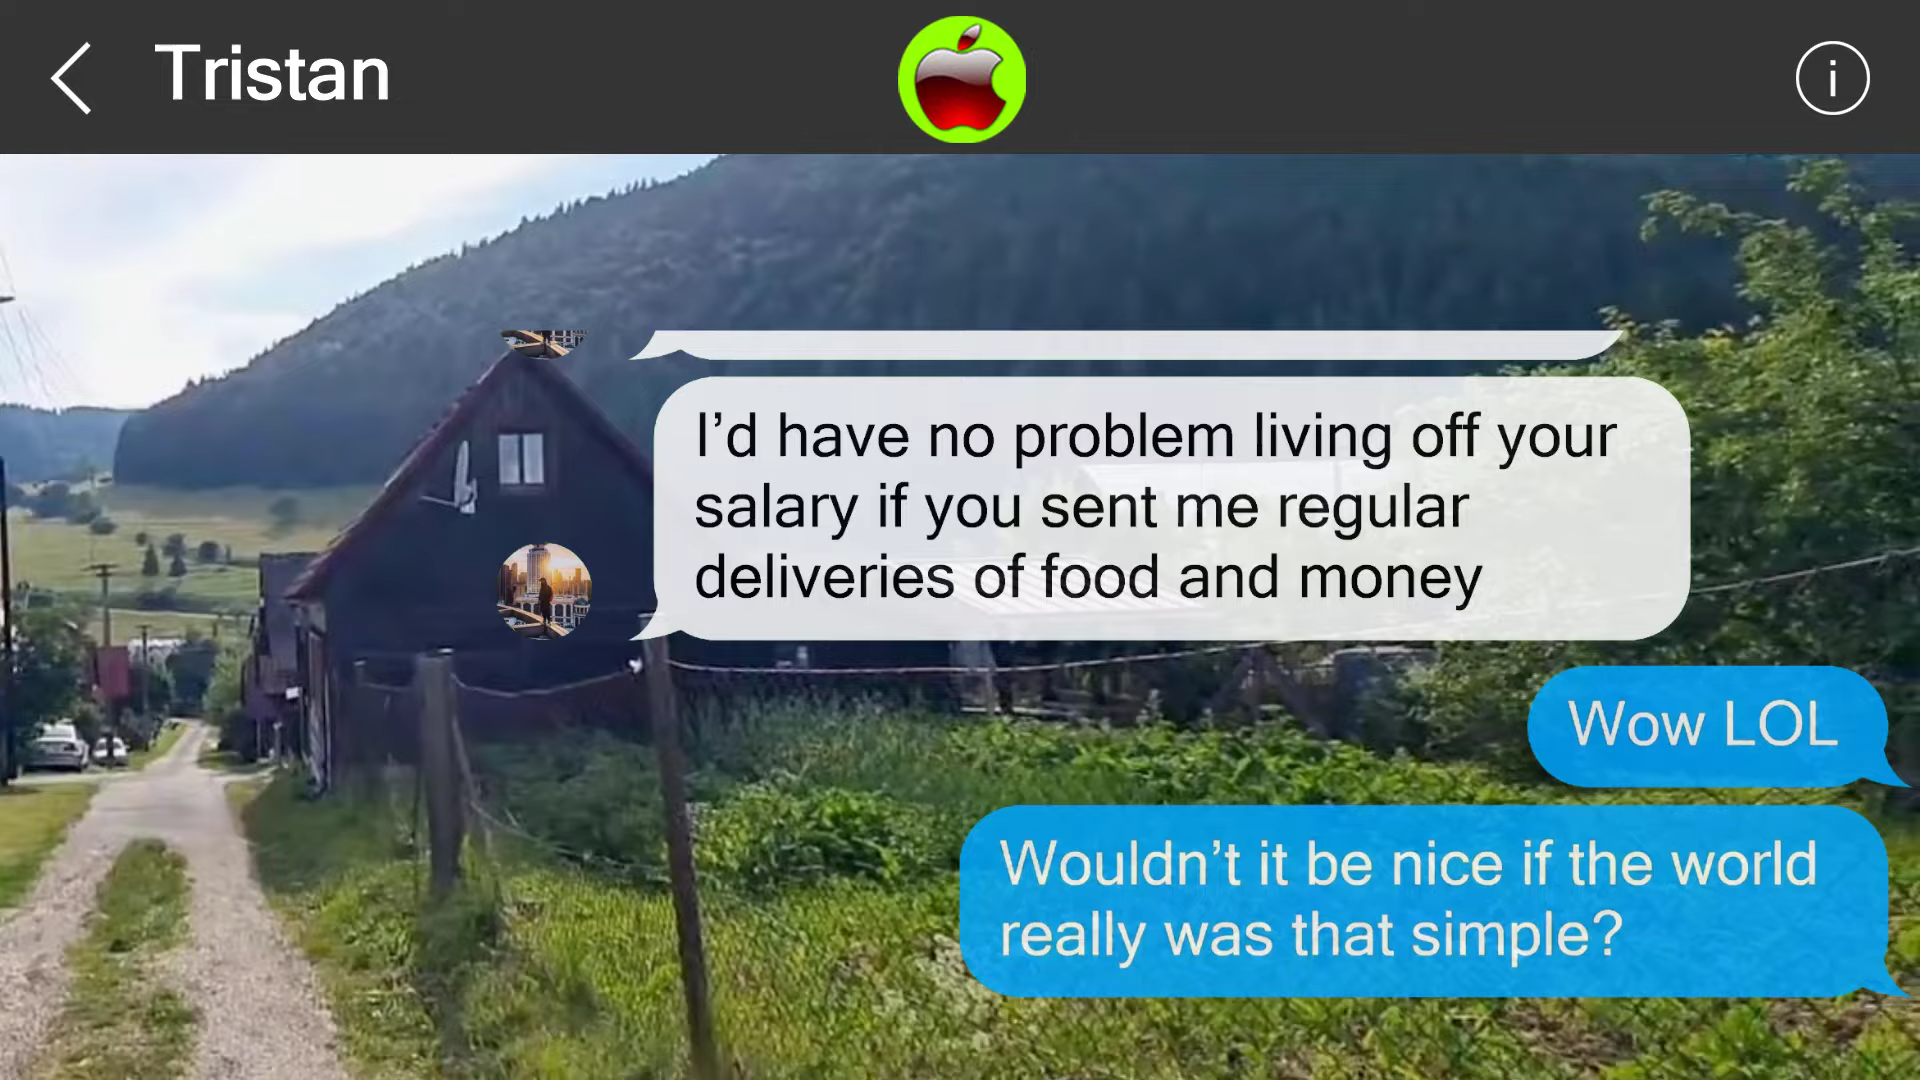 Tristan
I’d have no problem living off your
salary if you sent me regular
deliveries of food and money
Wow LOL
Wouldn’t it be nice if the world
really was that simple?